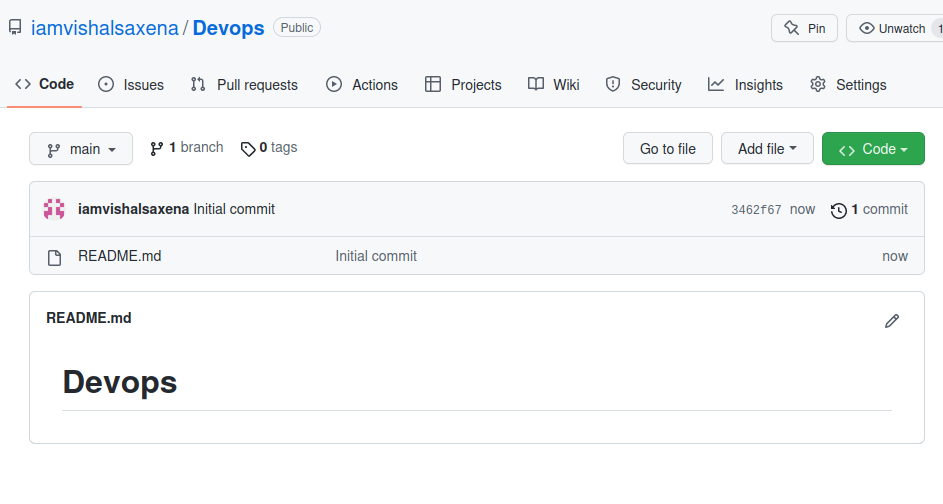 iamvishalsaxena / Devops Public Pin Unwatch 1
Code Issues Pull requests Actions Projects Wiki Security Insights Settings
main 1 branch 0 tags Go to file Add file Code
iamvishalsaxena Initial commit 3462f67 now 1 commit
README.md Initial commit now
README.md
Devops